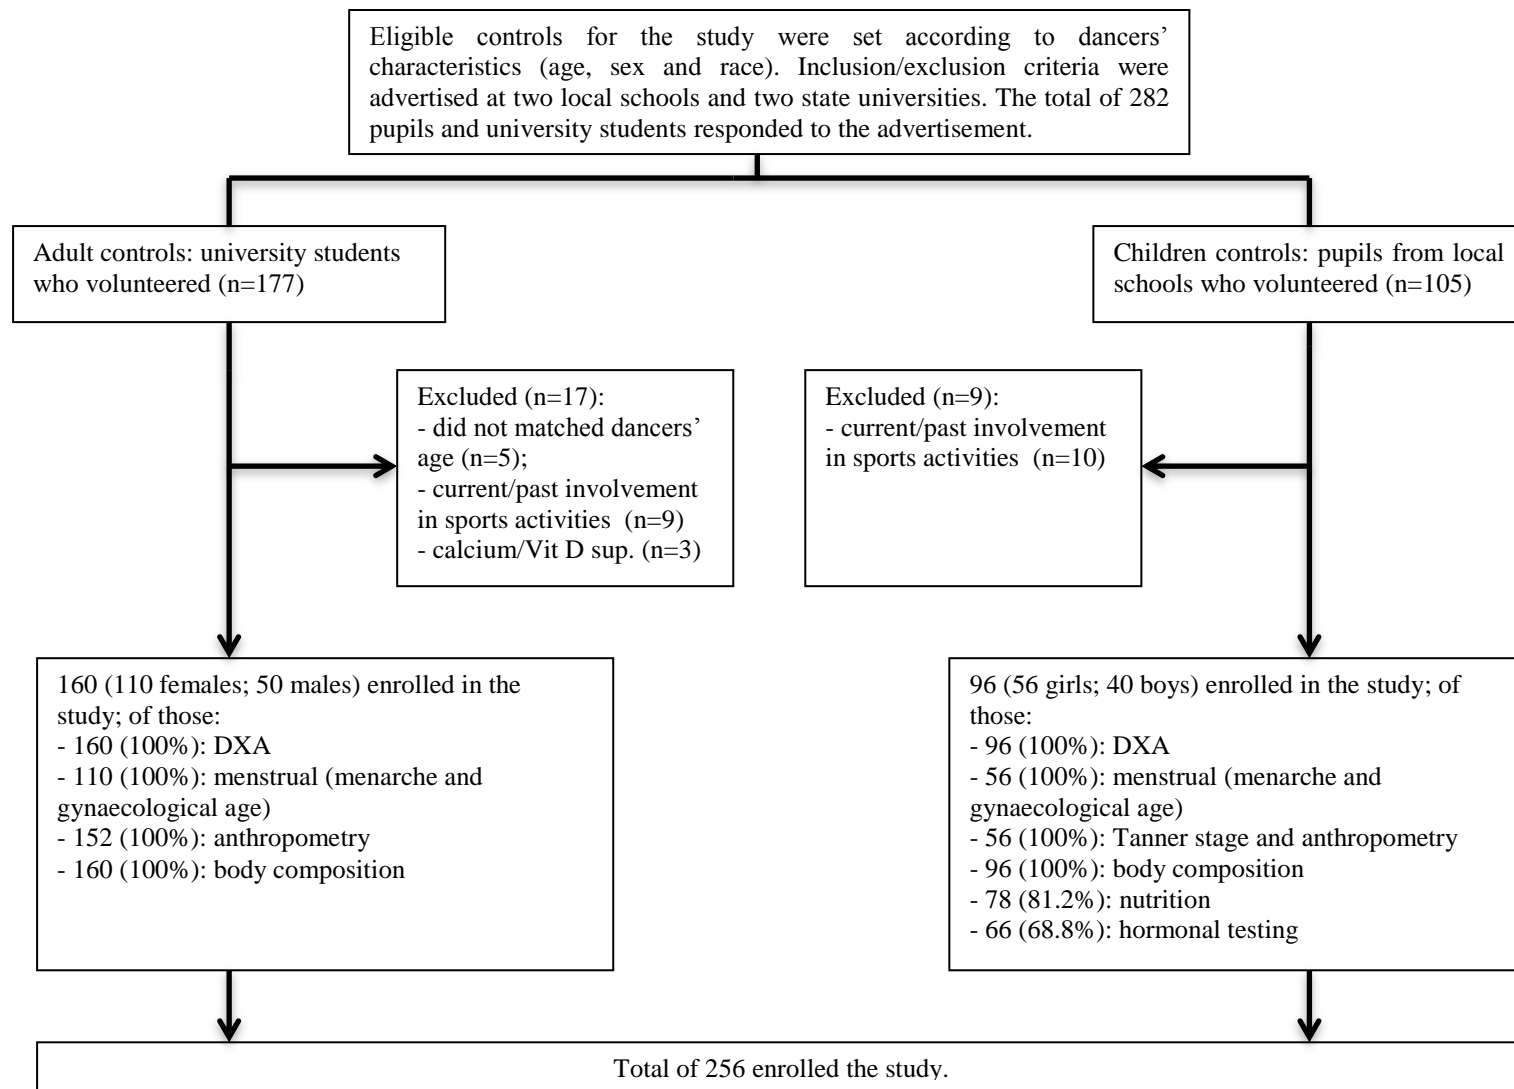 Eligible controls for the study were set according to dancers’
characteristics (age, sex and race). Inclusion/exclusion criteria were
advertised at two local schools and two state universities. The total of 282
pupils and university students responded to the advertisement.
Adult controls: university students
who volunteered (n=177)
Children controls: pupils from local
schools who volunteered (n=105)
Excluded (n=17):
- did not matched dancers’
age (n=5);
- current/past involvement
in sports activities  (n=9)
- calcium/Vit D sup. (n=3)
Excluded (n=9):
- current/past involvement
in sports activities  (n=10)
160 (110 females; 50 males) enrolled in the
study; of those:
- 160 (100%): DXA
- 110 (100%): menstrual (menarche and
gynaecological age)
- 152 (100%): anthropometry
- 160 (100%): body composition
96 (56 girls; 40 boys) enrolled in the study; of
those:
- 96 (100%): DXA
- 56 (100%): menstrual (menarche and
gynaecological age)
- 56 (100%): Tanner stage and anthropometry
- 96 (100%): body composition
- 78 (81.2%): nutrition
- 66 (68.8%): hormonal testing
Total of 256 enrolled the study.